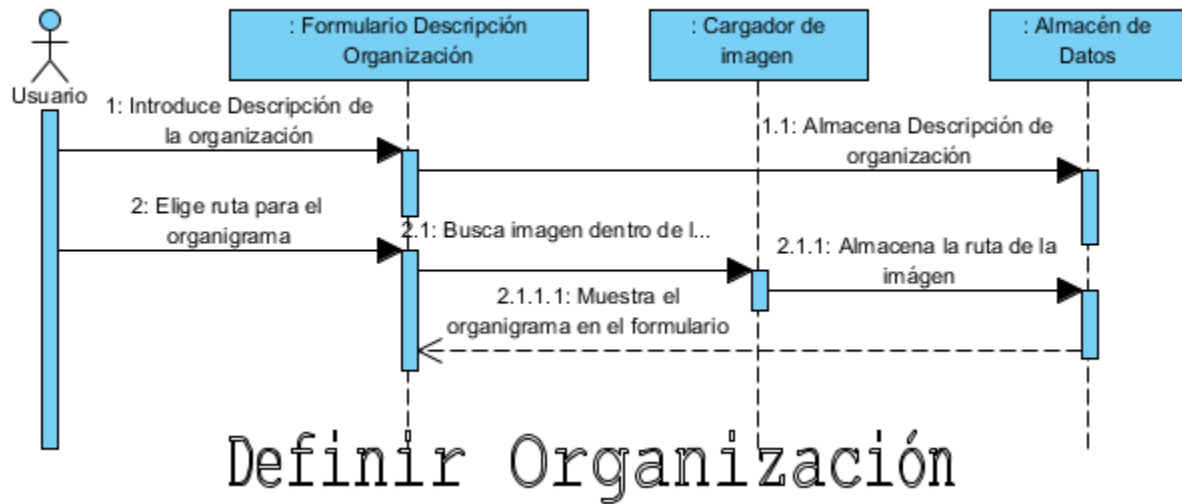 : Formulario Descripción
Organización
: Cargador de
imagen
: Almacén de
Datos
Usuario
1: Introduce Descripción de
la organización
1.1: Almacena Descripción de
organización
2: Elige ruta para el
organigrama
2.1: Busca imagen dentro de l...
2.1.1: Almacena la ruta de la
imágen
2.1.1.1: Muestra el
organigrama en el formulario
Definir Organización